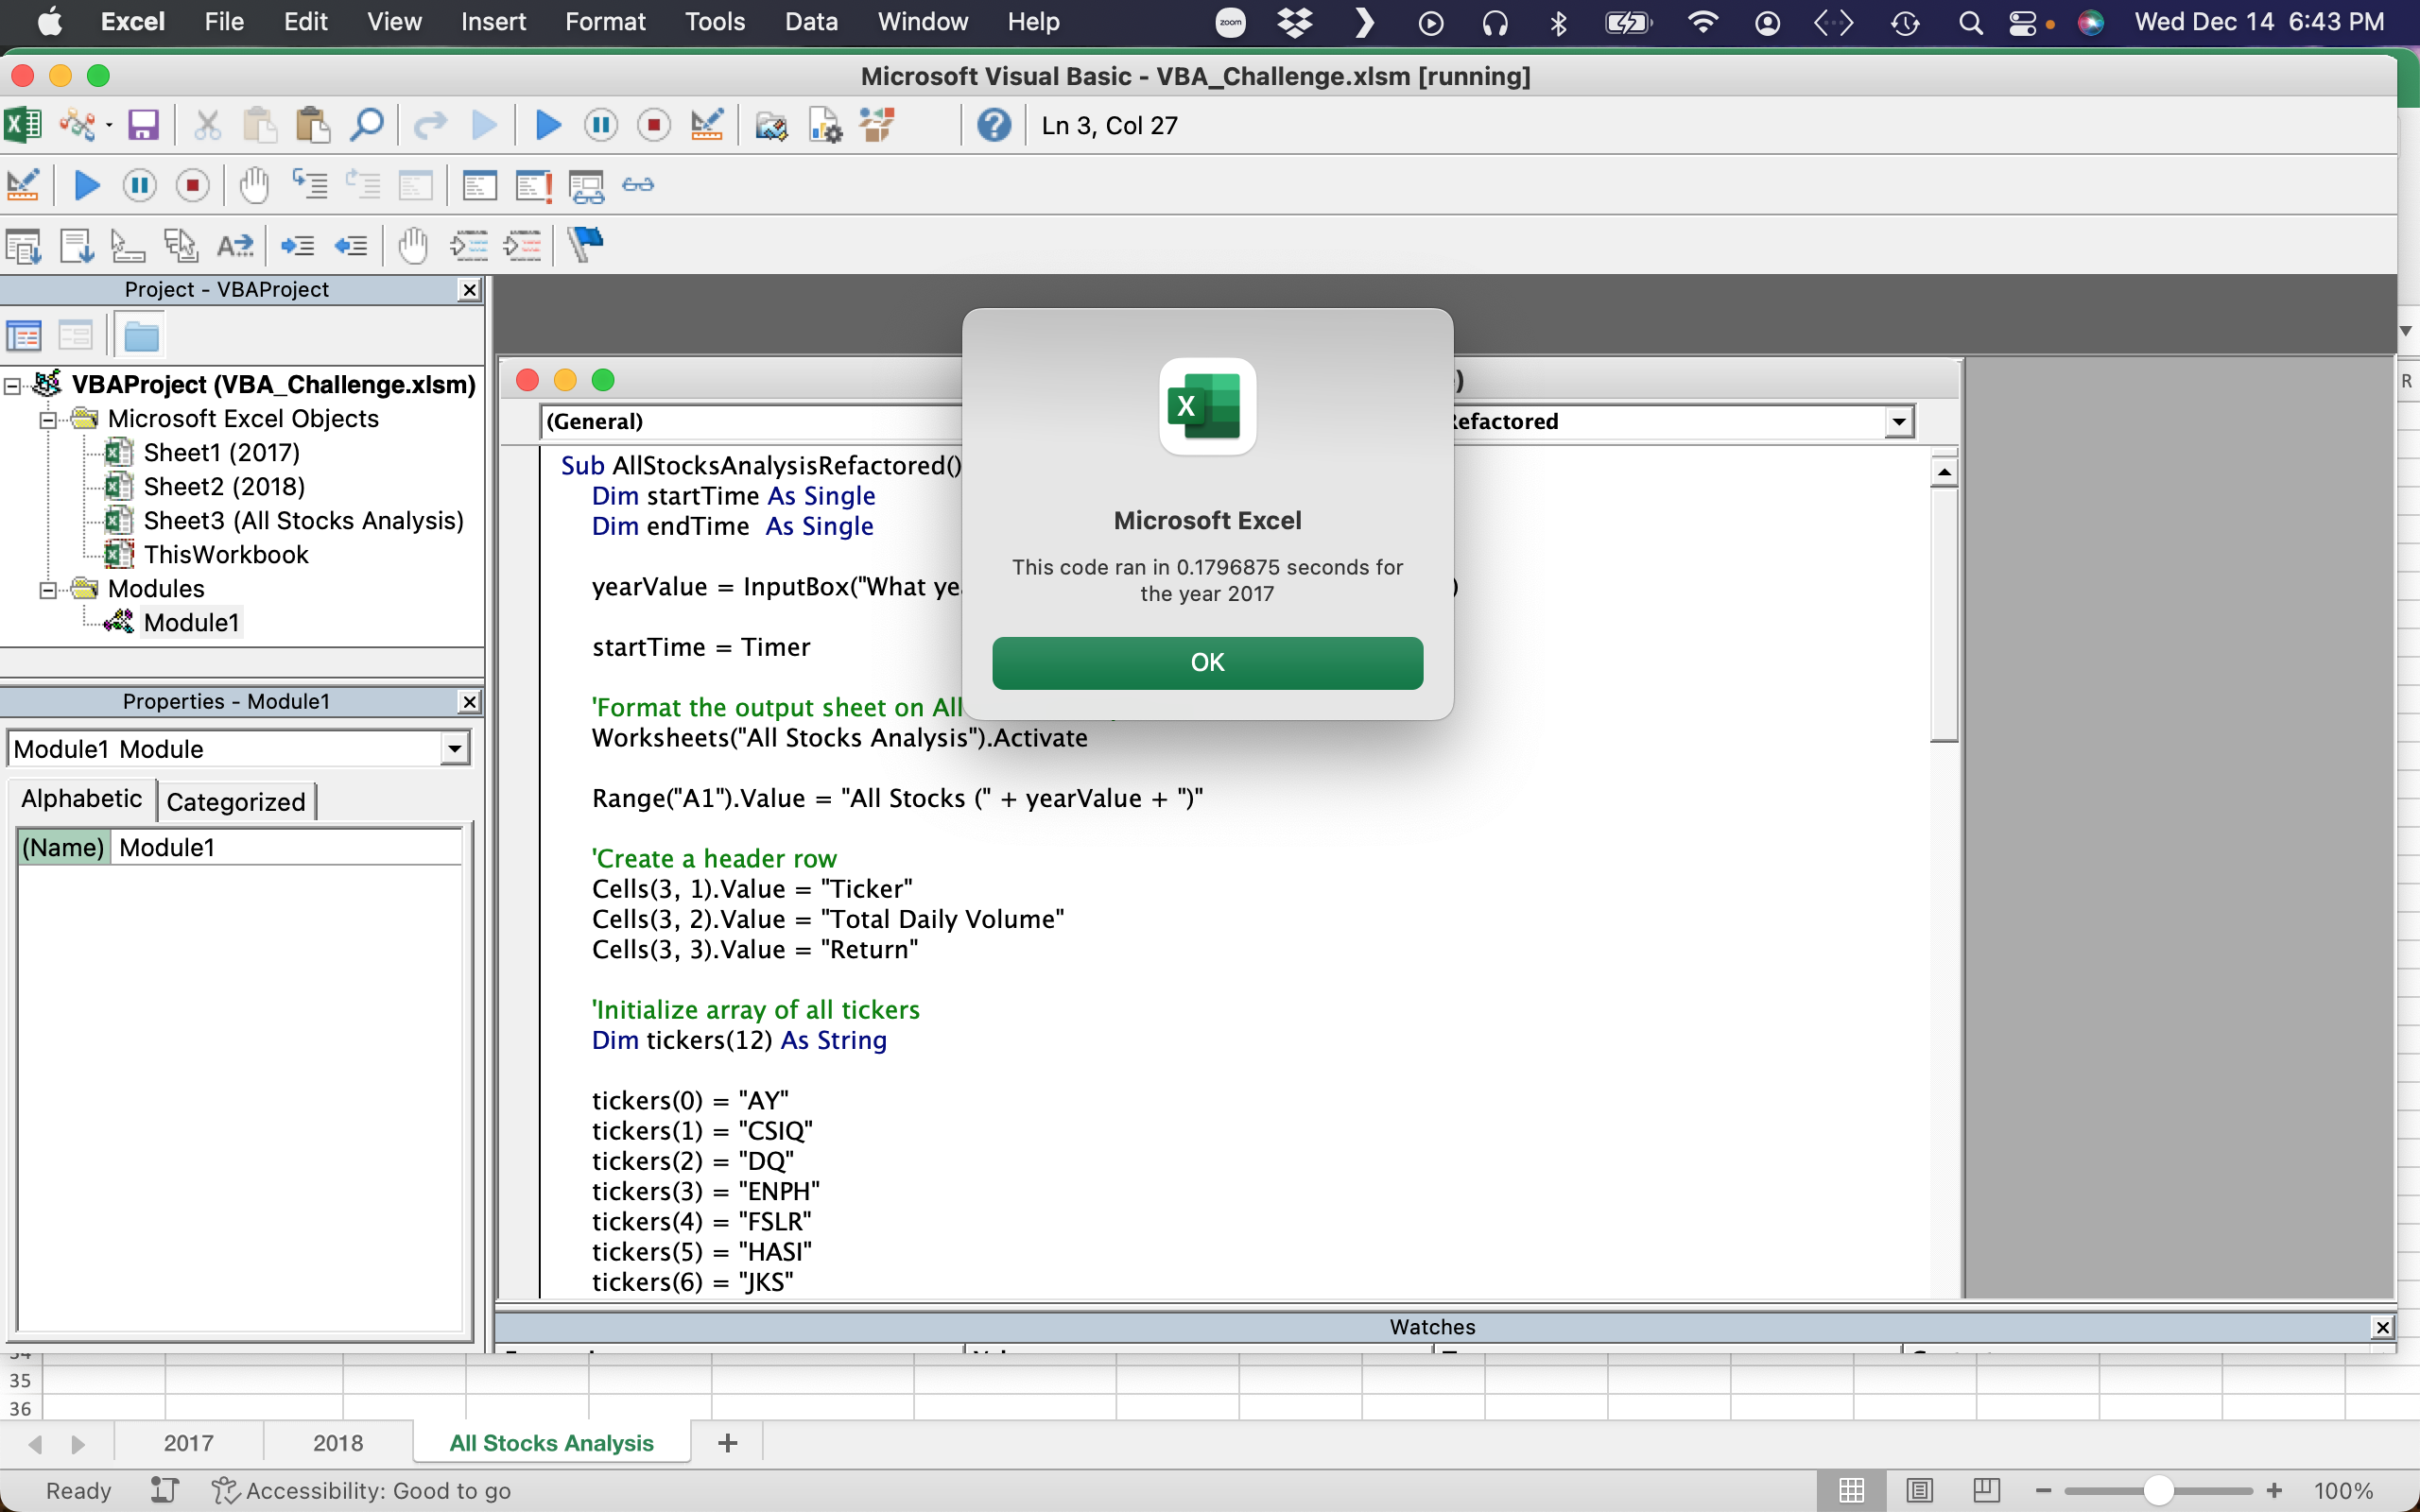 Excel File Edit View Insert Format Tools Data Window Help zoom Wed Dec 14 6:43 PM
Microsoft Visual Basic - VBA_Challenge.xlsm [running]
Ln 3, Col 27
Project - VBAProject
VBAProject (VBA_Challenge.xlsm)
Microsoft Excel Objects
Sheet1 (2017)
Sheet2 (2018)
Sheet3 (All Stocks Analysis)
ThisWorkbook
Modules
Module1
Properties - Module1
Module1 Module
Alphabetic Categorized
(Name) Module1
(General)
Refactored
Sub AllStocksAnalysisRefactored()
Dim startTime As Single
Dim endTime As Single
yearValue = InputBox("What )
startTime = Timer
'Format the output sheet on All
Worksheets("All Stocks Analysis").Activate
Range("A1").Value = "All Stocks (" + yearValue + ")"
'Create a header row
Cells(3, 1).Value = "Ticker"
Cells(3, 2).Value = "Total Daily Volume"
Cells(3, 3).Value = "Return"
'Initialize array of all tickers
Dim tickers(12) As String
tickers(0) = "AY"
tickers(1) = "CSIQ"
tickers(2) = "DQ"
tickers(3) = "ENPH"
tickers(4) = "FSLR"
tickers(5) = "HASI"
tickers(6) = "JKS"
Microsoft Excel
This code ran in 0.1796875 seconds for
the year 2017
OK
R
Watches
35
36
2017 2018 All Stocks Analysis +
Ready Accessibility: Good to go 100%